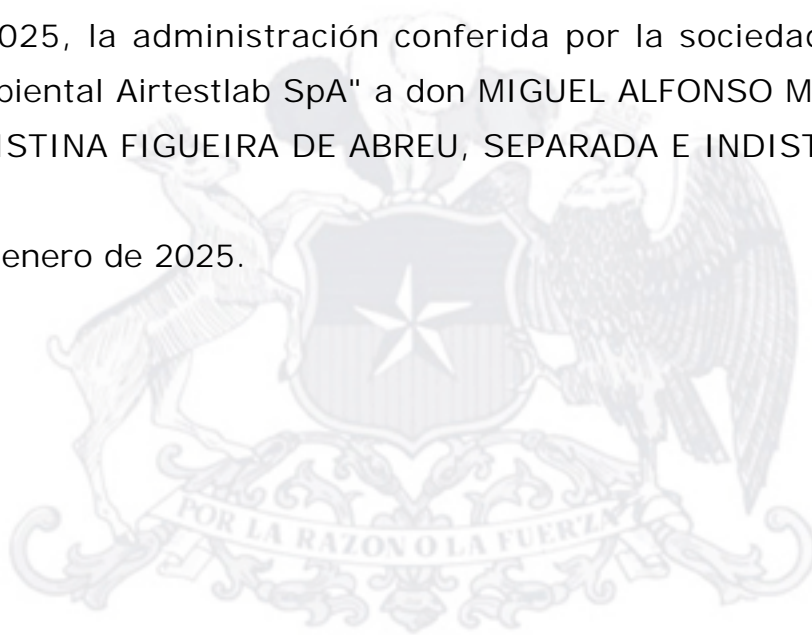 025, la administración conferida por la sociedad
biental Airtestlab SpA" a don MIGUEL ALFONSO M
ISTINA FIGUEIRA DE ABREU, SEPARADA E INDIST
enero de 2025.
POR LA RAZON O LA FUERZA